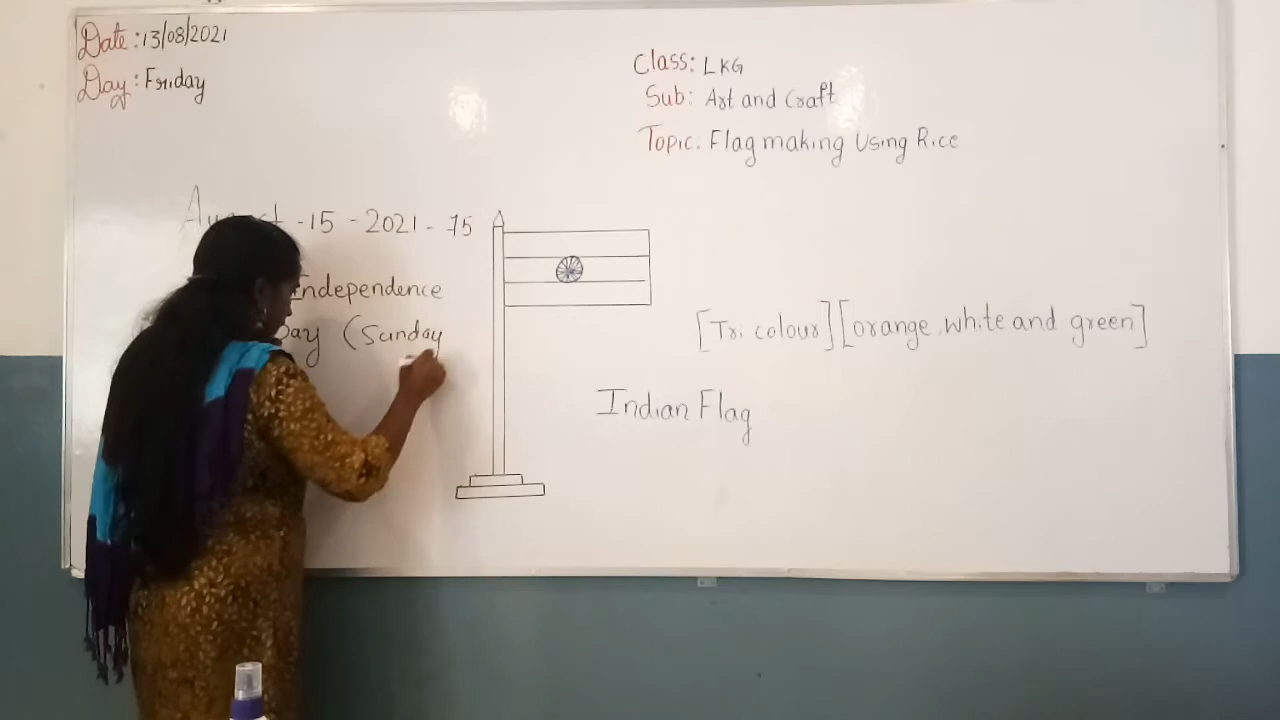 Date: 13/08/2021
Day: Friday
Class: LKG
Sub: Art and Craft
Topic: Flag making Using Rice
August -15 - 2021 - 75
Independence
Day (Sunday
[Tri colour][orange, white and green]
Indian Flag